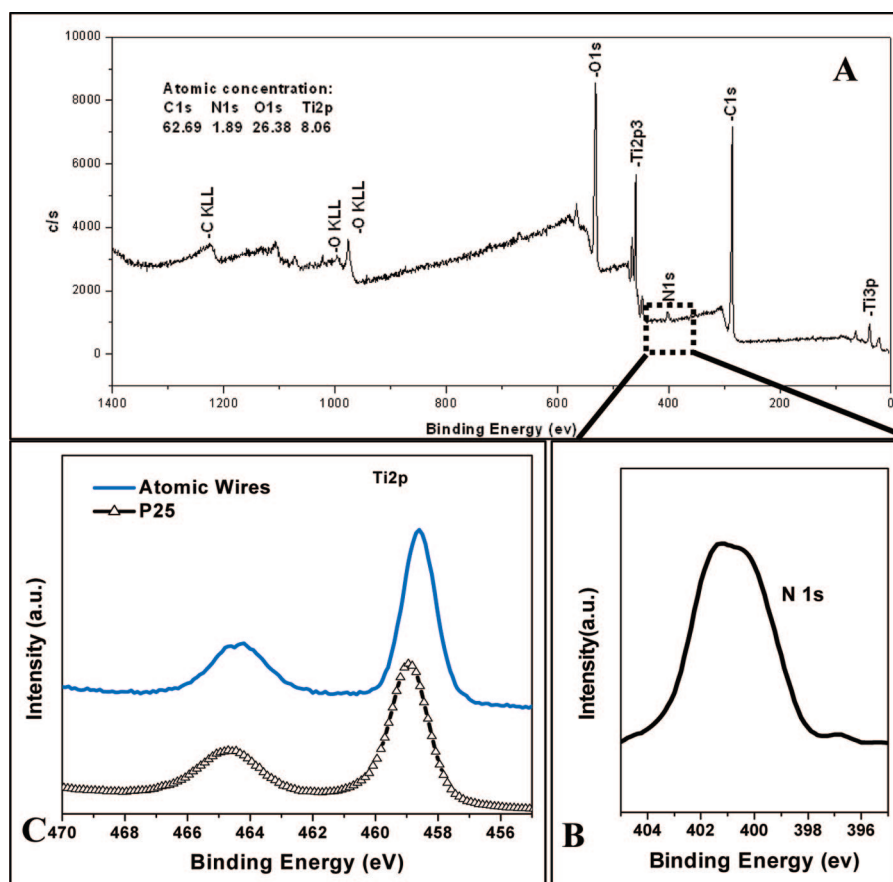 A
10000
8000
6000
4000
2000
0
c/s
Atomic concentration:
C1s N1s O1s Ti2p
62.69 1.89 26.38 8.06
-C KLL
-O KLL
-O KLL
-O1s
-Ti2p3
N1s
-C1s
-Ti3p
1400 1200 1000 800 600 400 200 0
Binding Energy (ev)
Atomic Wires
P25
Ti2p
Intensity (a.u.)
C
470 468 466 464 462 460 458 456
Binding Energy (eV)
N 1s
Intensity(a.u.)
B
404 402 400 398 396
Binding Energy (ev)